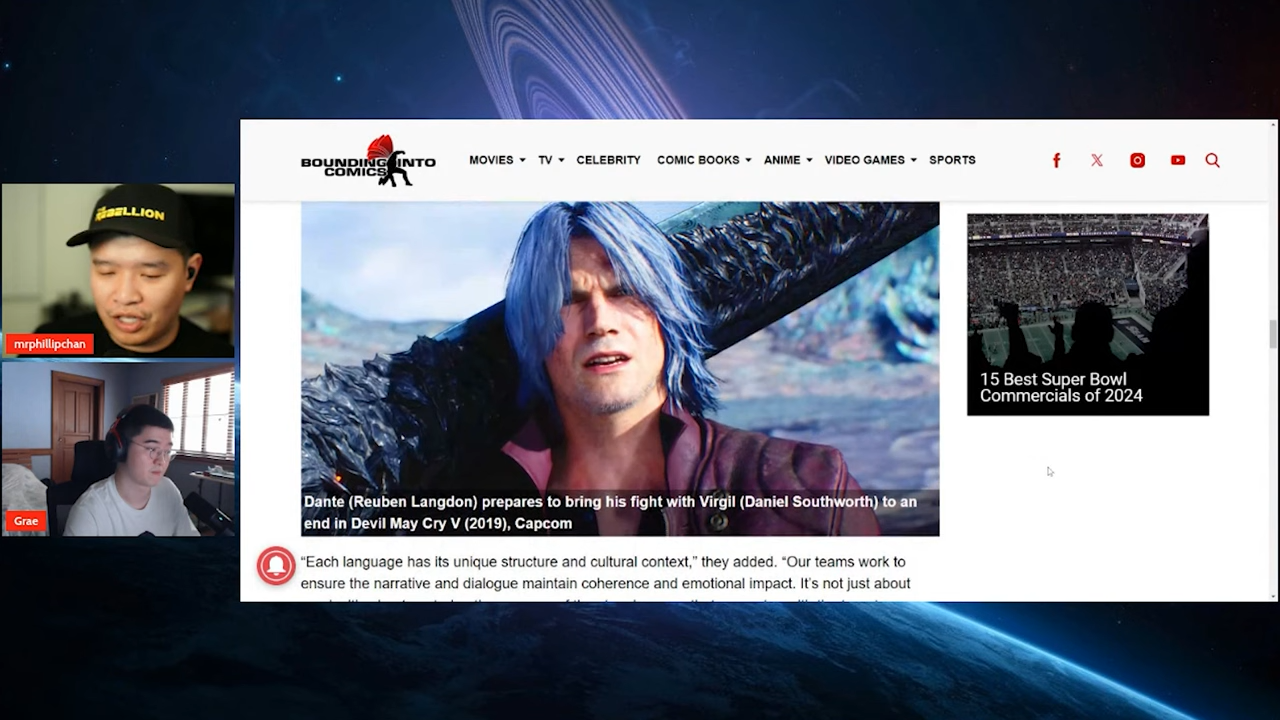 BOUNDING INTO
COMICS
MOVIES TV CELEBRITY COMIC BOOKS ANIME VIDEO GAMES SPORTS
REBELLION
mrphillipchan
Grae
15 Best Super Bowl
Commercials of 2024
Dante (Reuben Langdon) prepares to bring his fight with Virgil (Daniel Southworth) to an
end in Devil May Cry V (2019), Capcom
“Each language has its unique structure and cultural context,” they added. “Our teams work to
ensure the narrative and dialogue maintain coherence and emotional impact. It’s not just about